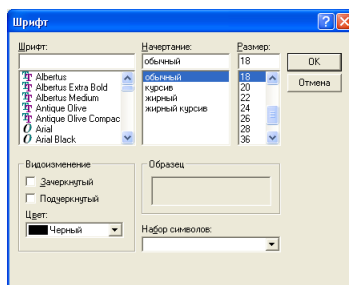 Шрифт
Шрифт:
Начертание:
Размер:
обычный
18
OK
Albertus
Albertus Extra Bold
Albertus Medium
Antique Olive
Antique Olive Compac
Arial
Arial Black
обычный
курсив
жирный
жирный курсив
18
20
22
24
26
28
36
Отмена
Видоизменение
Зачеркнутый
Подчеркнутый
Цвет:
Черный
Образец
Набор символов: